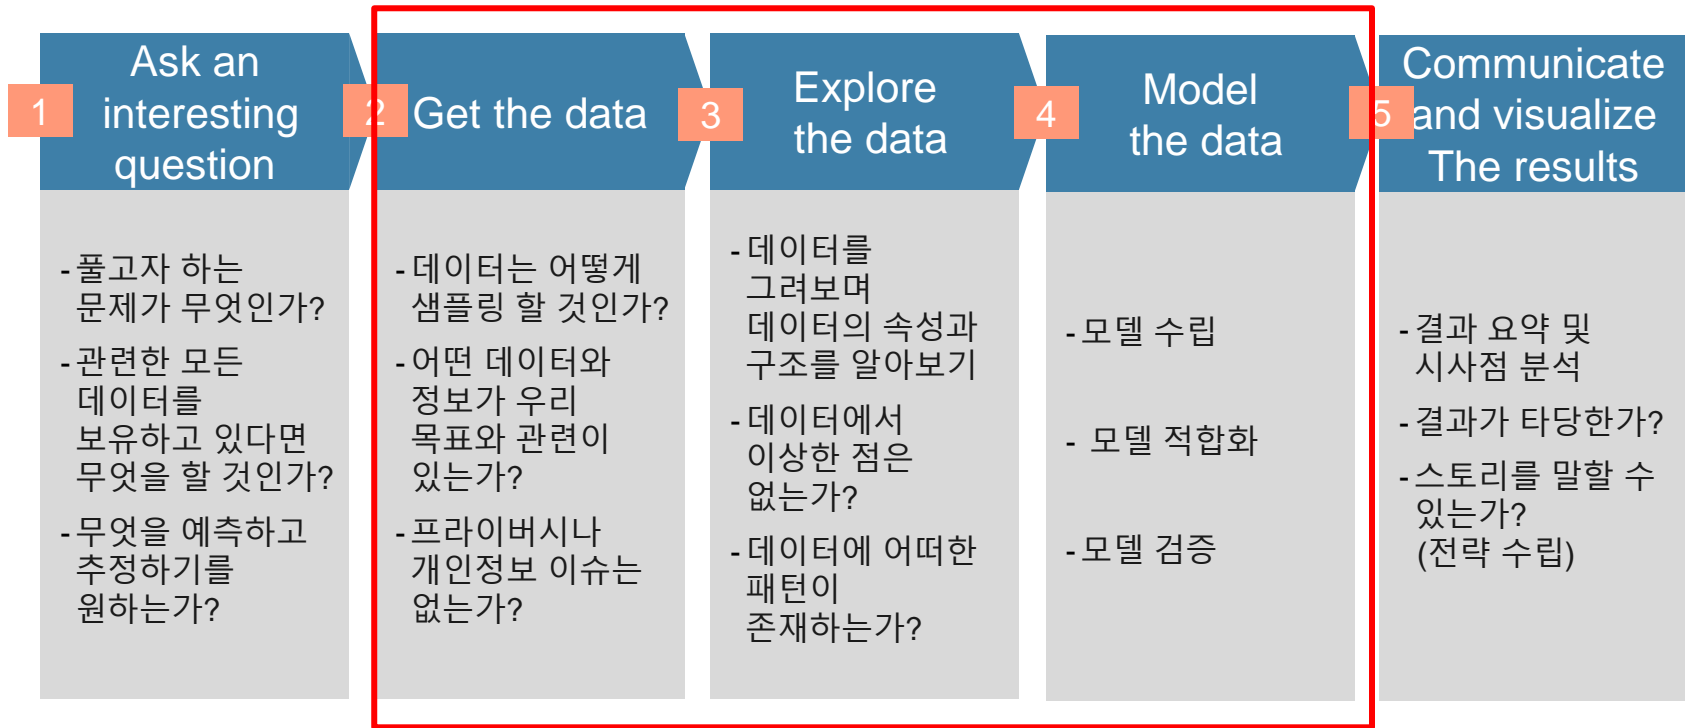 1
Ask an
interesting
question
- 풀고자 하는
문제가 무엇인가?
- 관련한 모든
데이터를
보유하고 있다면
무엇을 할 것인가?
- 무엇을 예측하고
추정하기를
원하는가?
2
Get the data
- 데이터는 어떻게
샘플링 할 것인가?
- 어떤 데이터와
정보가 우리
목표와 관련이
있는가?
- 프라이버시나
개인정보 이슈는
없는가?
3
Explore
the data
- 데이터를
그려보며
데이터의 속성과
구조를 알아보기
- 데이터에서
이상한 점은
없는가?
- 데이터에 어떠한
패턴이
존재하는가?
4
Model
the data
- 모델 수립
- 모델 적합화
- 모델 검증
5
Communicate
and visualize
The results
- 결과 요약 및
시사점 분석
- 결과가 타당한가?
- 스토리를 말할 수
있는가?
(전략 수립)